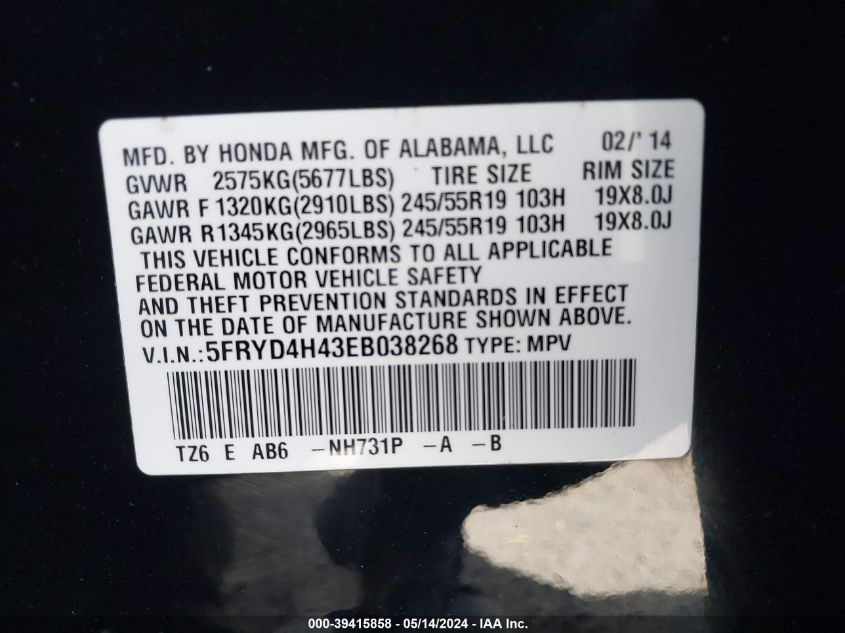 MFD. BY HONDA MFG. OF ALABAMA, LLC 02/' 14
GVWR 2575KG(5677LBS) TIRE SIZE RIM SIZE
GAWR F 1320KG(2910LBS) 245/55R19 103H 19X8.0J
GAWR R1345KG(2965LBS) 245/55R19 103H 19X8.0J
THIS VEHICLE CONFORMS TO ALL APPLICABLE
FEDERAL MOTOR VEHICLE SAFETY
AND THEFT PREVENTION STANDARDS IN EFFECT
ON THE DATE OF MANUFACTURE SHOWN ABOVE.
V.I.N.:5FRYD4H43EB038268 TYPE: MPV
TZ6 E AB6 -NH731P -A -B
000-39415858 - 05/14/2024 - IAA Inc.